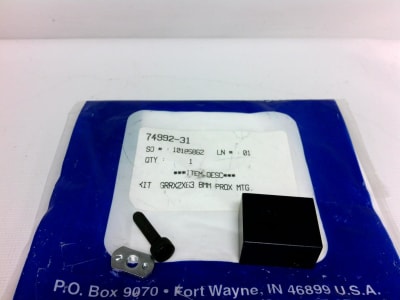 74992-31
SO # : 10105862 LN # : 01
QTY : 1
***ITEM DESC***
KIT GRRX2X63 8MM PROX MTG.
P.O. Box 9070 • Fort Wayne, IN 46899 U.S.A.